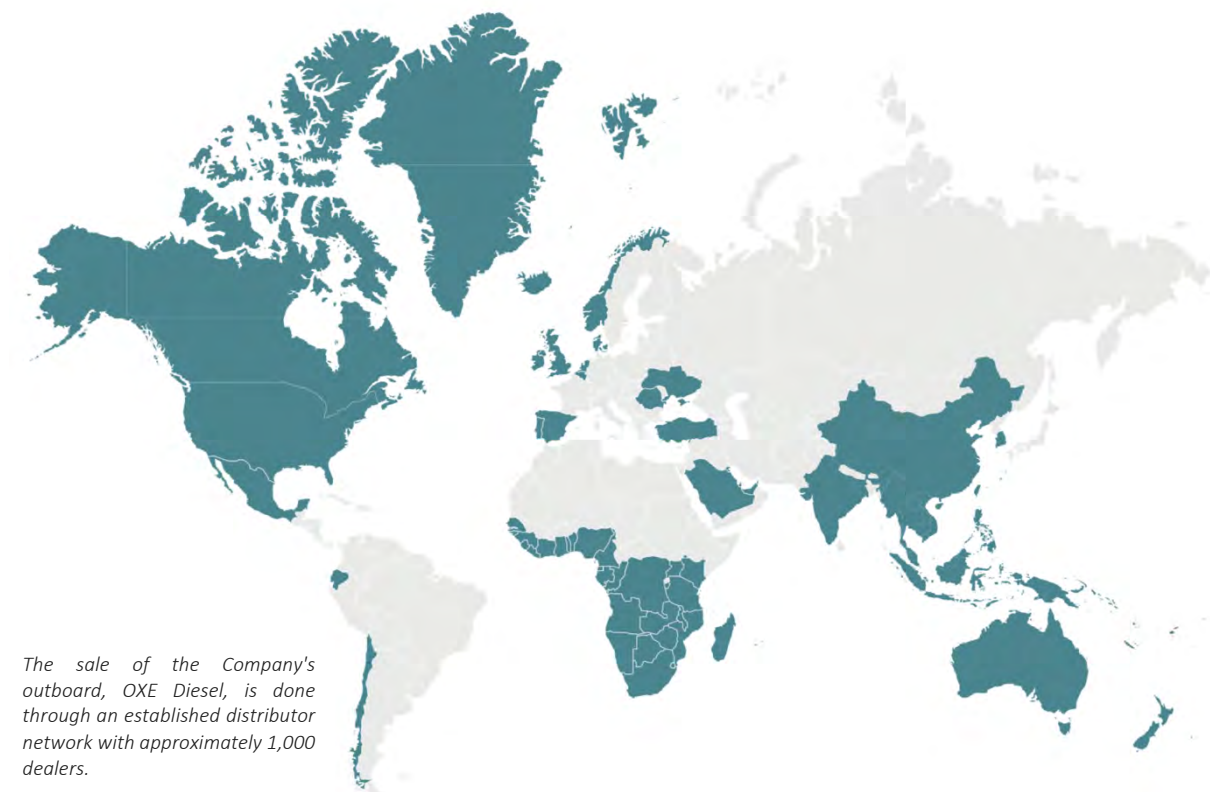 The sale of the Company's
outboard, OXE Diesel, is done
through an established distributor
network with approximately 1,000
dealers.